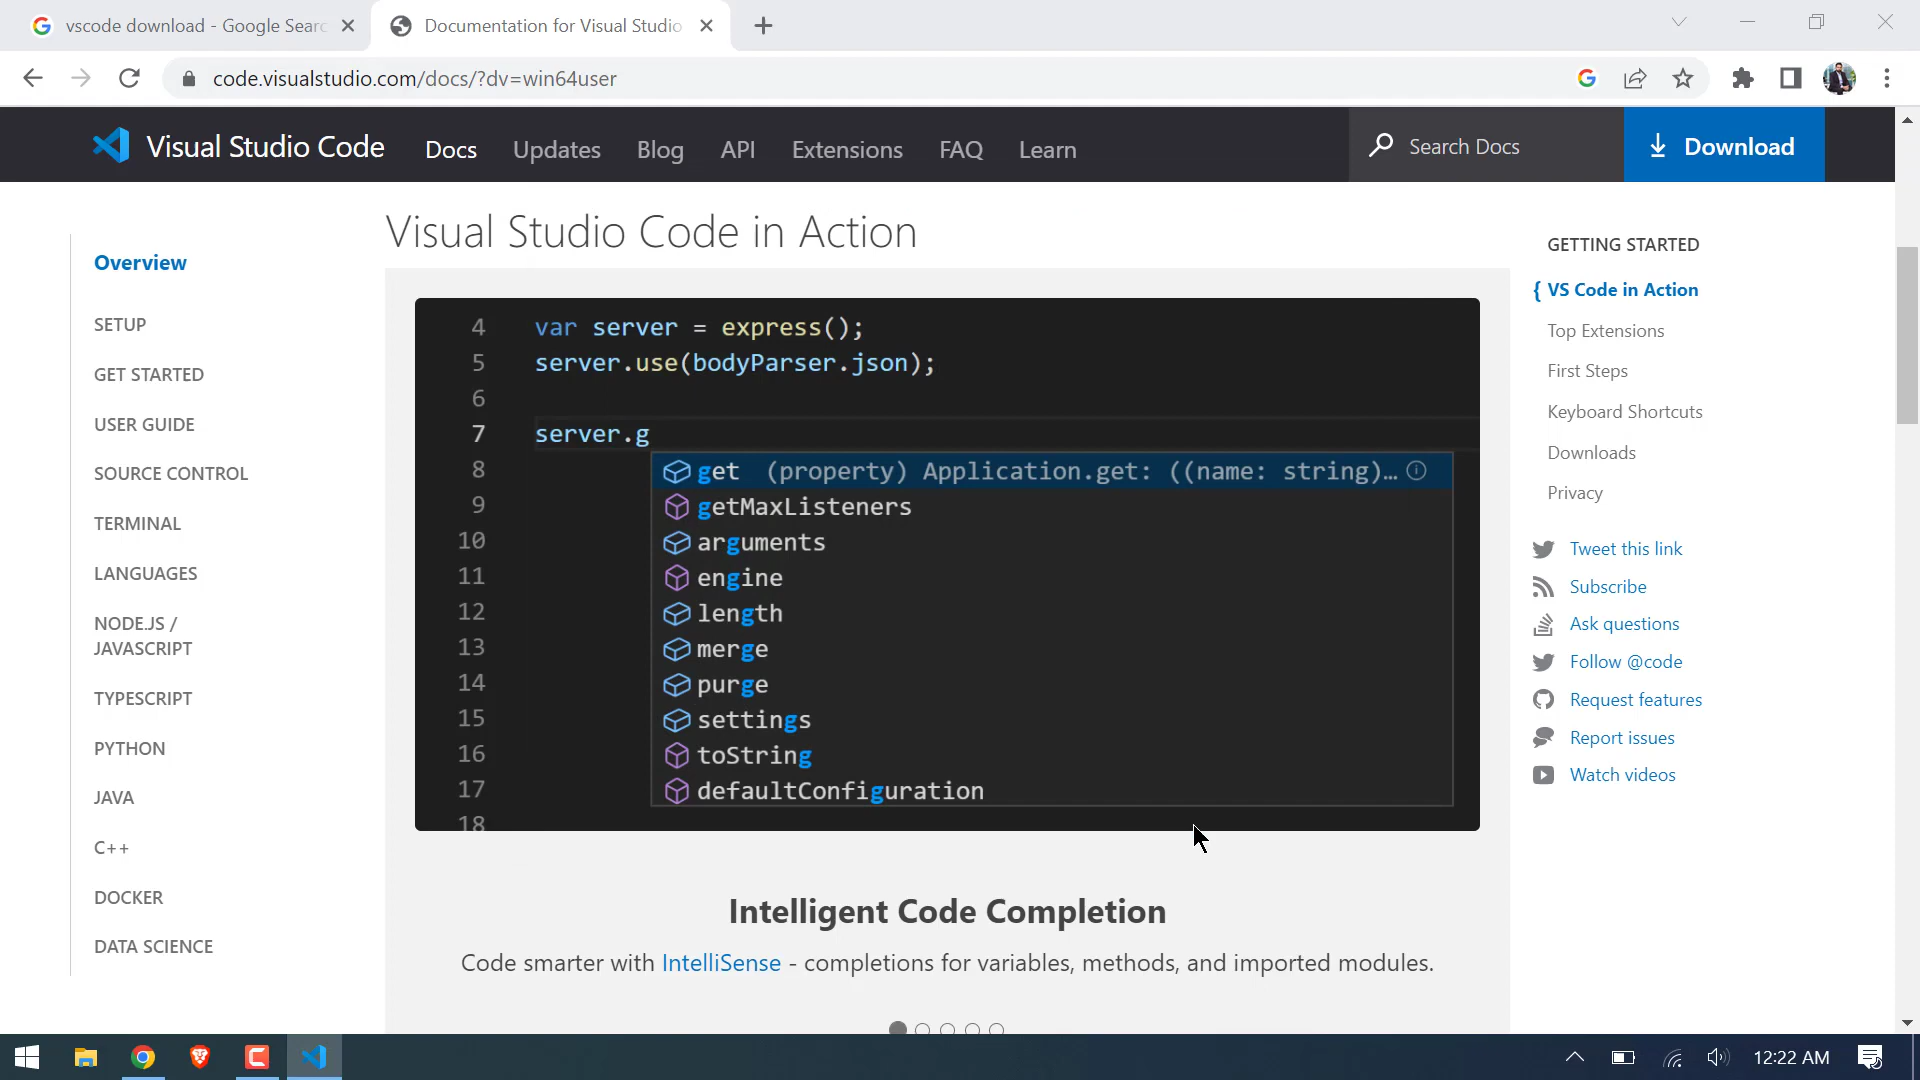 vscode download - Google Searc
Documentation for Visual Studio
code.visualstudio.com/docs/?dv=win64user
Visual Studio Code
Docs
Updates
Blog
API
Extensions
FAQ
Learn
Search Docs
Download
Overview
SETUP
GET STARTED
USER GUIDE
SOURCE CONTROL
TERMINAL
LANGUAGES
NODE.JS /
JAVASCRIPT
TYPESCRIPT
PYTHON
JAVA
C++
DOCKER
DATA SCIENCE
Visual Studio Code in Action
4 var server = express();
5 server.use(bodyParser.json);
6
7 server.g
8 get (property) Application.get: ((name: string)…
9 getMaxListeners
10 arguments
11 engine
12 length
13 merge
14 purge
15 settings
16 toString
17 defaultConfiguration
18
Intelligent Code Completion
Code smarter with IntelliSense - completions for variables, methods, and imported modules.
GETTING STARTED
{ VS Code in Action
Top Extensions
First Steps
Keyboard Shortcuts
Downloads
Privacy
Tweet this link
Subscribe
Ask questions
Follow @code
Request features
Report issues
Watch videos
12:22 AM